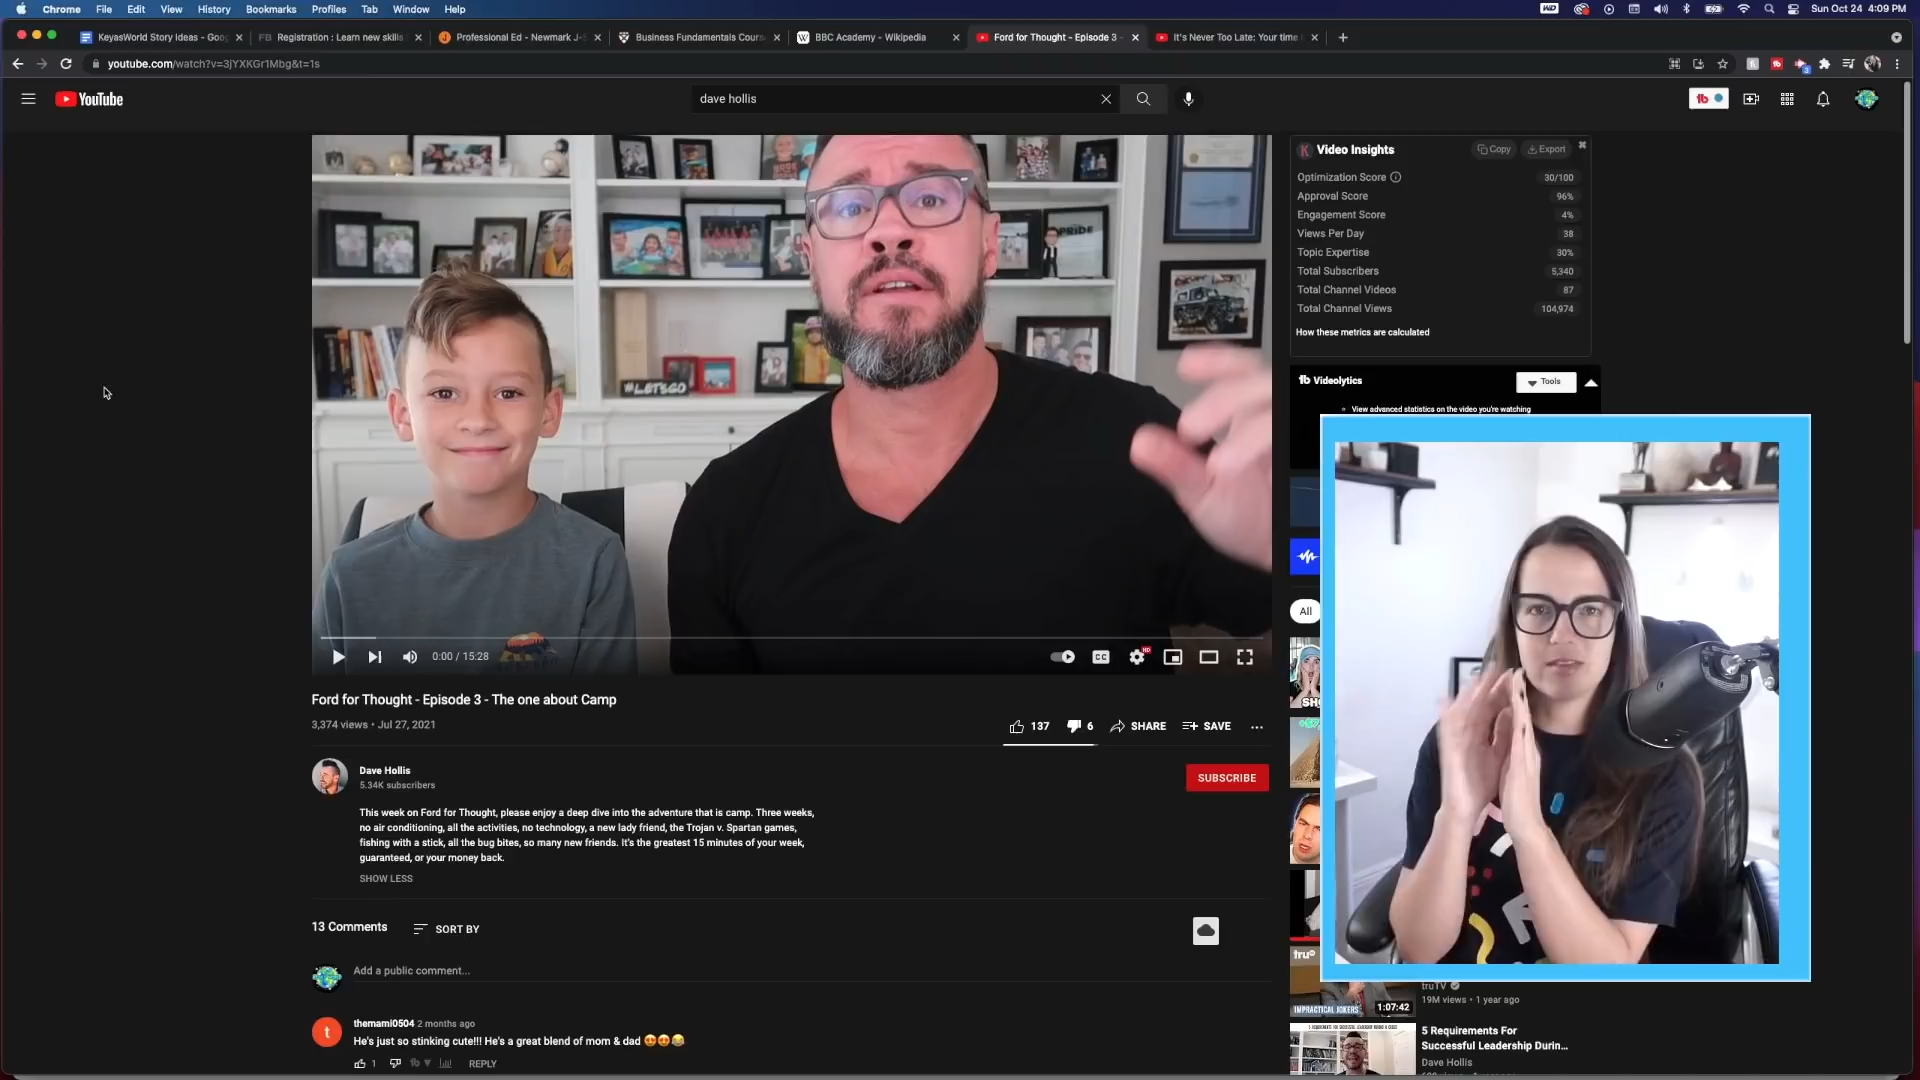 Chrome File Edit View History Bookmarks Profiles Tab Window Help
Sun Oct 24 4:09 PM
KeyasWorld Story Ideas - Goo
Registration : Learn new skills
Professional Ed - Newmark J-S
Business Fundamentals Cours
BBC Academy - Wikipedia
Ford for Thought - Episode 3 -
It's Never Too Late: Your time
youtube.com/watch?v=3jYXKGr1Mbg&t=1s
YouTube
dave hollis
PRIDE
#LETSGO
0:00 / 15:28
CC
HD
Ford for Thought - Episode 3 - The one about Camp
3,374 views • Jul 27, 2021
137 6 SHARE SAVE
Dave Hollis
5.34K subscribers
SUBSCRIBE
This week on Ford for Thought, please enjoy a deep dive into the adventure that is camp. Three weeks,
no air conditioning, all the activities, no technology, a new lady friend, the Trojan v. Spartan games,
fishing with a stick, all the bug bites, so many new friends. It's the greatest 15 minutes of your week,
guaranteed, or your money back.
SHOW LESS
13 Comments
SORT BY
Add a public comment...
t
themami0504 2 months ago
He's just so stinking cute!!! He's a great blend of mom & dad 😍😍😂
1
REPLY
K Video Insights
Copy
Export
Optimization Score 30/100
Approval Score 96%
Engagement Score 4%
Views Per Day 38
Topic Expertise 30%
Total Subscribers 5,340
Total Channel Videos 87
Total Channel Views 104,974
How these metrics are calculated
tb Videolytics
Tools
View advanced statistics on the video you're watching
All
tru
IMPRACTICAL JOKERS
1:07:42
truTV
19M views • 1 year ago
5 Requirements For
Successful Leadership Durin...
Dave Hollis